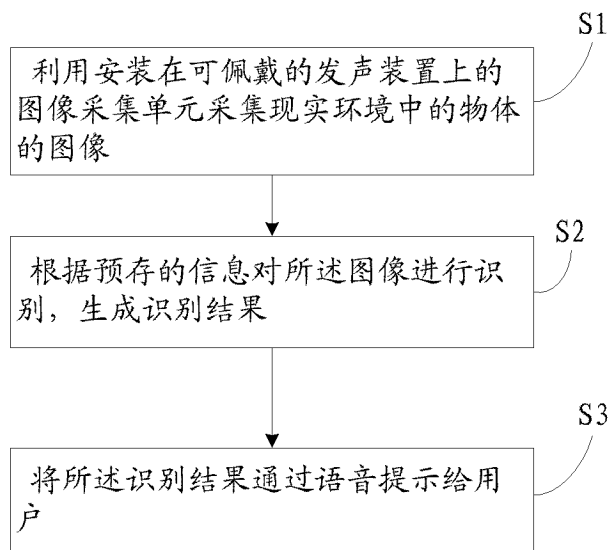 S1
利用安装在可佩戴的发声装置上的
图像采集单元采集现实环境中的物体
的图像
S2
根据预存的信息对所述图像进行识
别，生成识别结果
S3
将所述识别结果通过语音提示给用
户